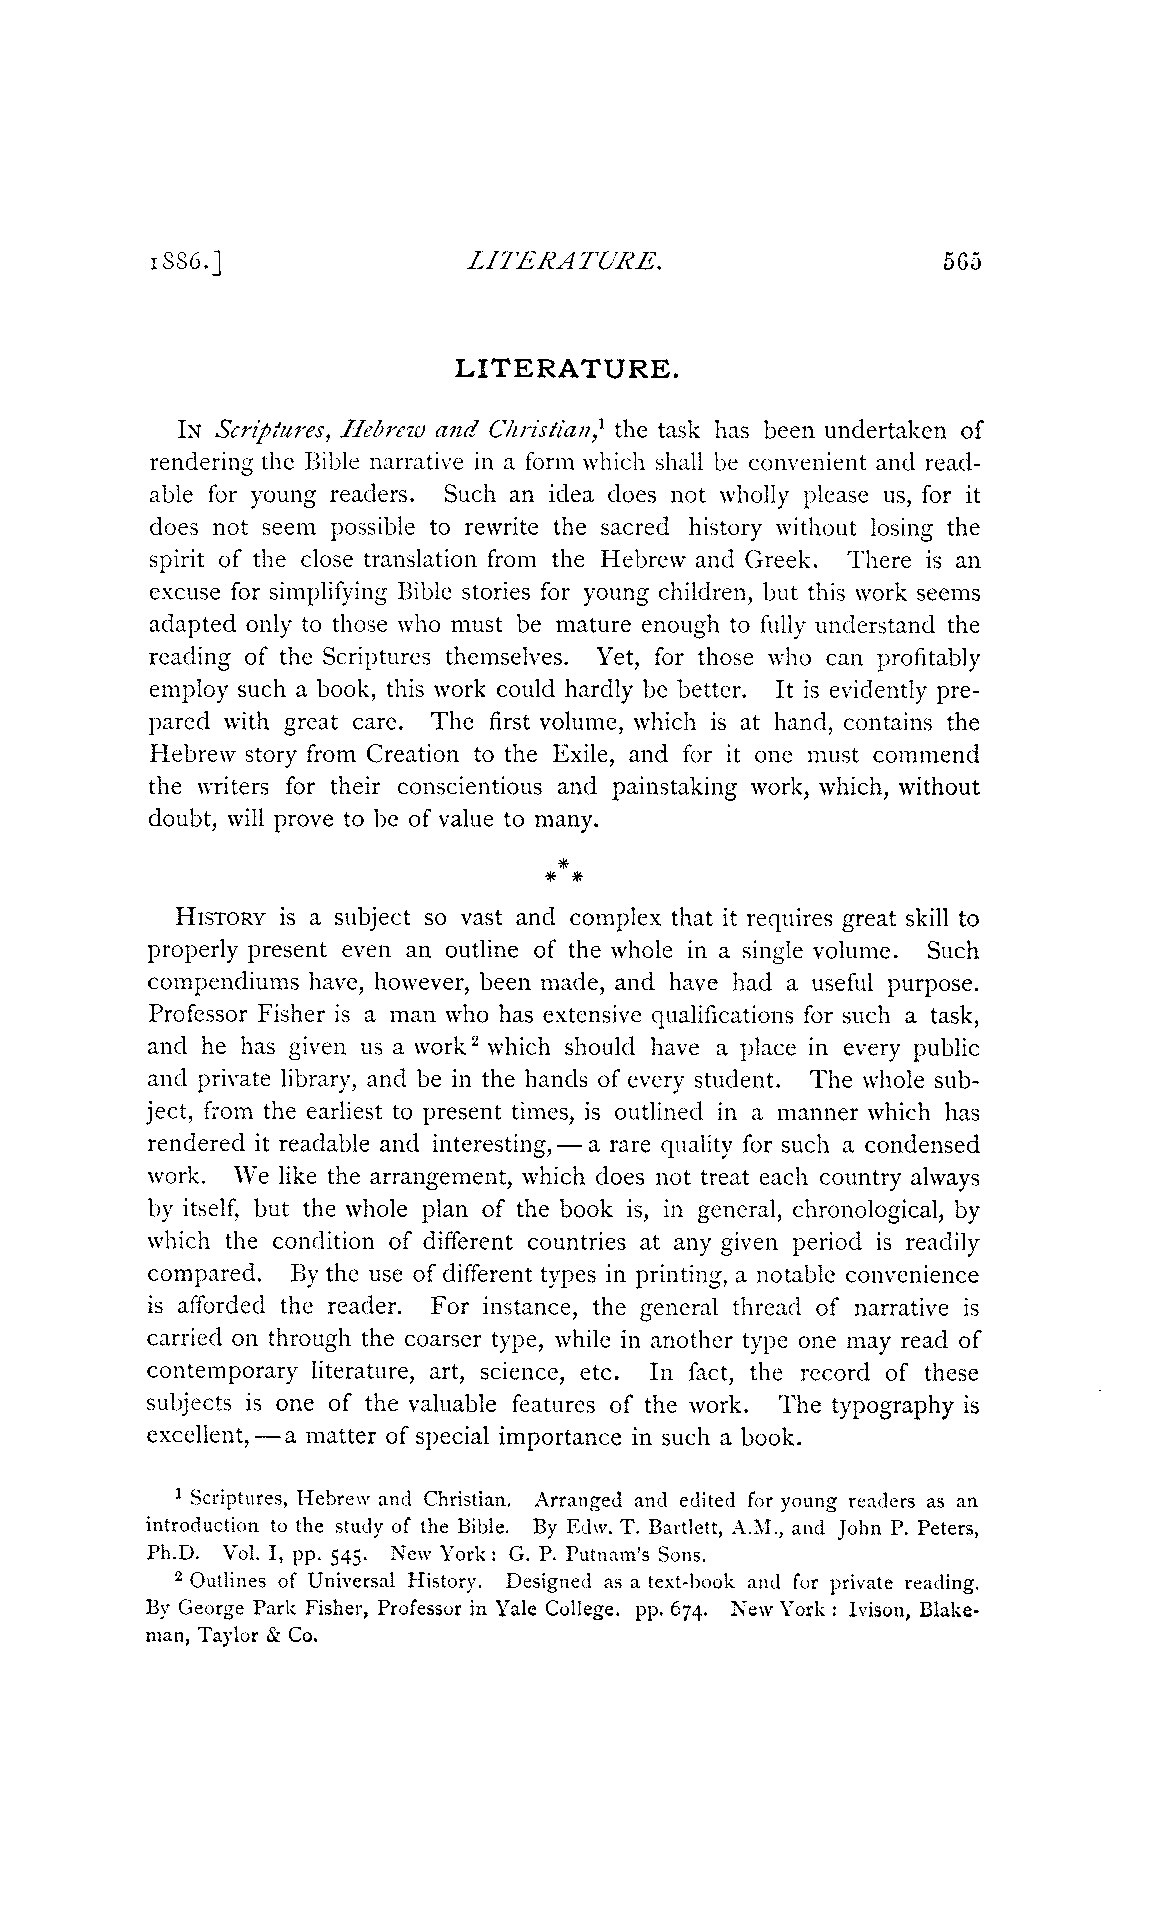 1886.] LITERATURE. 565
LITERATURE.
IN Scriptures, Hebrew and Christian,¹ the task has been undertaken of
rendering the Bible narrative in a form which shall be convenient and read-
able for young readers. Such an idea does not wholly please us, for it
does not seem possible to rewrite the sacred history without losing the
spirit of the close translation from the Hebrew and Greek. There is an
excuse for simplifying Bible stories for young children, but this work seems
adapted only to those who must be mature enough to fully understand the
reading of the Scriptures themselves. Yet, for those who can profitably
employ such a book, this work could hardly be better. It is evidently pre-
pared with great care. The first volume, which is at hand, contains the
Hebrew story from Creation to the Exile, and for it one must commend
the writers for their conscientious and painstaking work, which, without
doubt, will prove to be of value to many.
* * *
HISTORY is a subject so vast and complex that it requires great skill to
properly present even an outline of the whole in a single volume. Such
compendiums have, however, been made, and have had a useful purpose.
Professor Fisher is a man who has extensive qualifications for such a task,
and he has given us a work² which should have a place in every public
and private library, and be in the hands of every student. The whole sub-
ject, from the earliest to present times, is outlined in a manner which has
rendered it readable and interesting,—a rare quality for such a condensed
work. We like the arrangement, which does not treat each country always
by itself, but the whole plan of the book is, in general, chronological, by
which the condition of different countries at any given period is readily
compared. By the use of different types in printing, a notable convenience
is afforded the reader. For instance, the general thread of narrative is
carried on through the coarser type, while in another type one may read of
contemporary literature, art, science, etc. In fact, the record of these
subjects is one of the valuable features of the work. The typography is
excellent,—a matter of special importance in such a book.
¹ Scriptures, Hebrew and Christian. Arranged and edited for young readers as an
introduction to the study of the Bible. By Edw. T. Bartlett, A.M., and John P. Peters,
Ph.D. Vol. I, pp. 545. New York: G. P. Putnam's Sons.
² Outlines of Universal History. Designed as a text-book and for private reading.
By George Park Fisher, Professor in Yale College. pp. 674. New York: Ivison, Blake-
man, Taylor & Co.